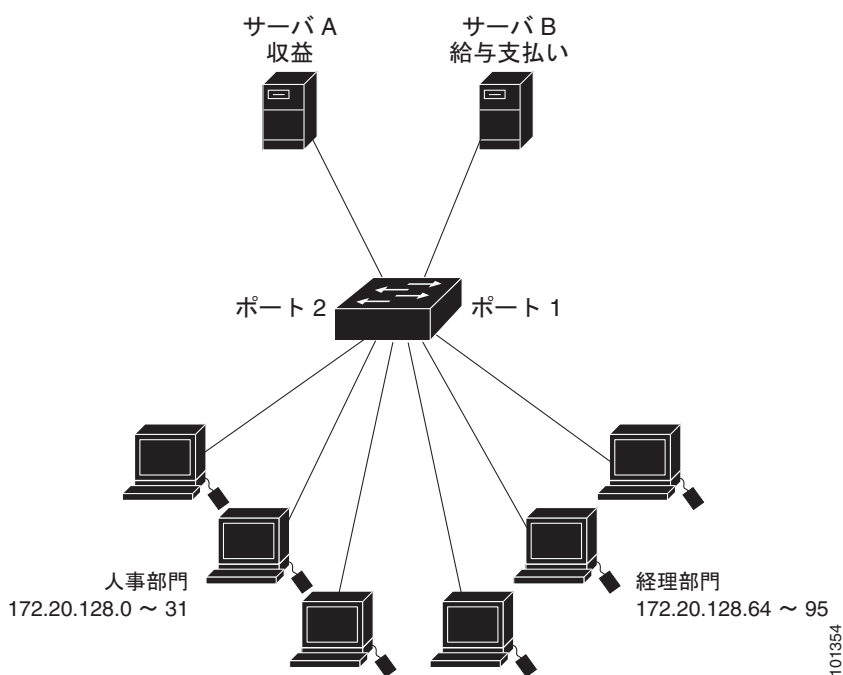 サーバ A
収益
サーバ B
給与支払い
ポート 2
ポート 1
人事部門
172.20.128.0 ～ 31
経理部門
172.20.128.64 ～ 95
101354